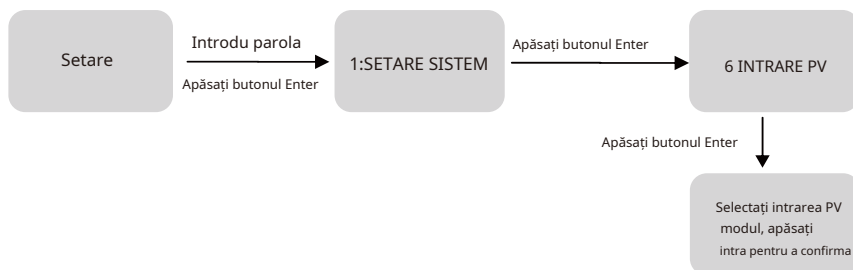 Setare
Introdu parola
Apăsați butonul Enter
1:SETARE SISTEM
Apăsați butonul Enter
6 INTRARE PV
Apăsați butonul Enter
Selectați intrarea PV
modul, apăsați
intra pentru a confirma